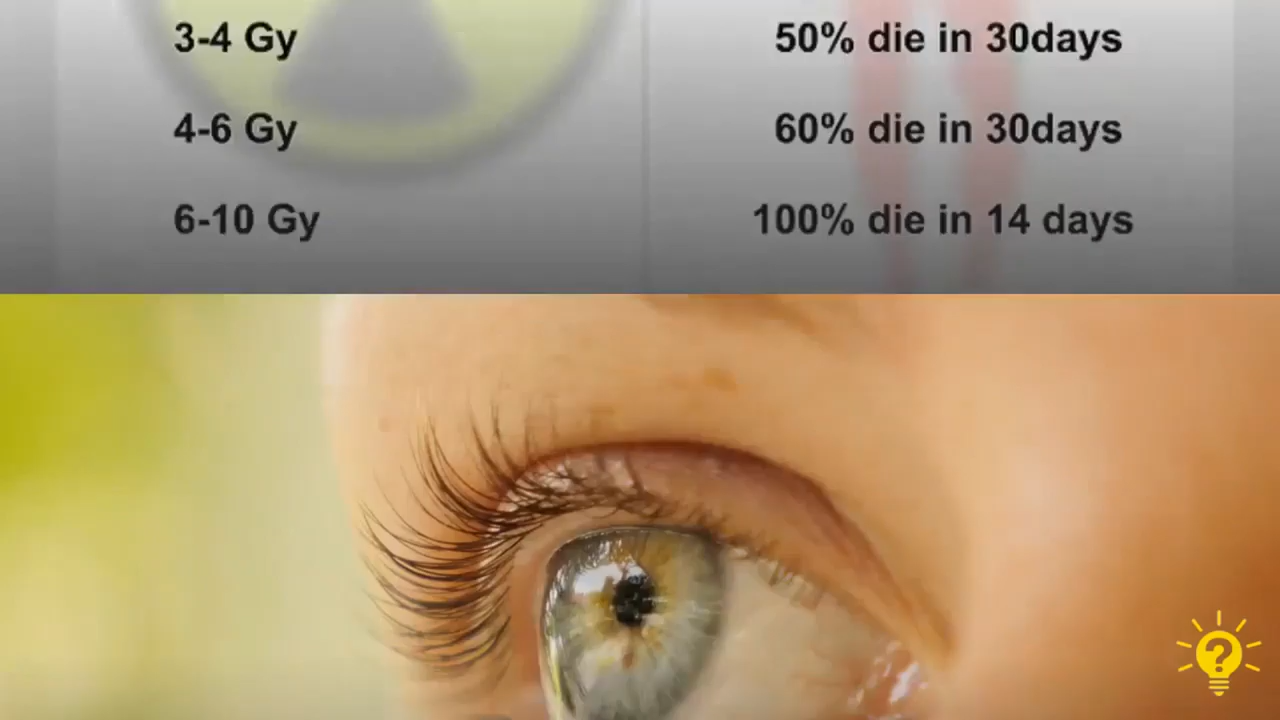 3-4 Gy 50% die in 30days
4-6 Gy 60% die in 30days
6-10 Gy 100% die in 14 days
?